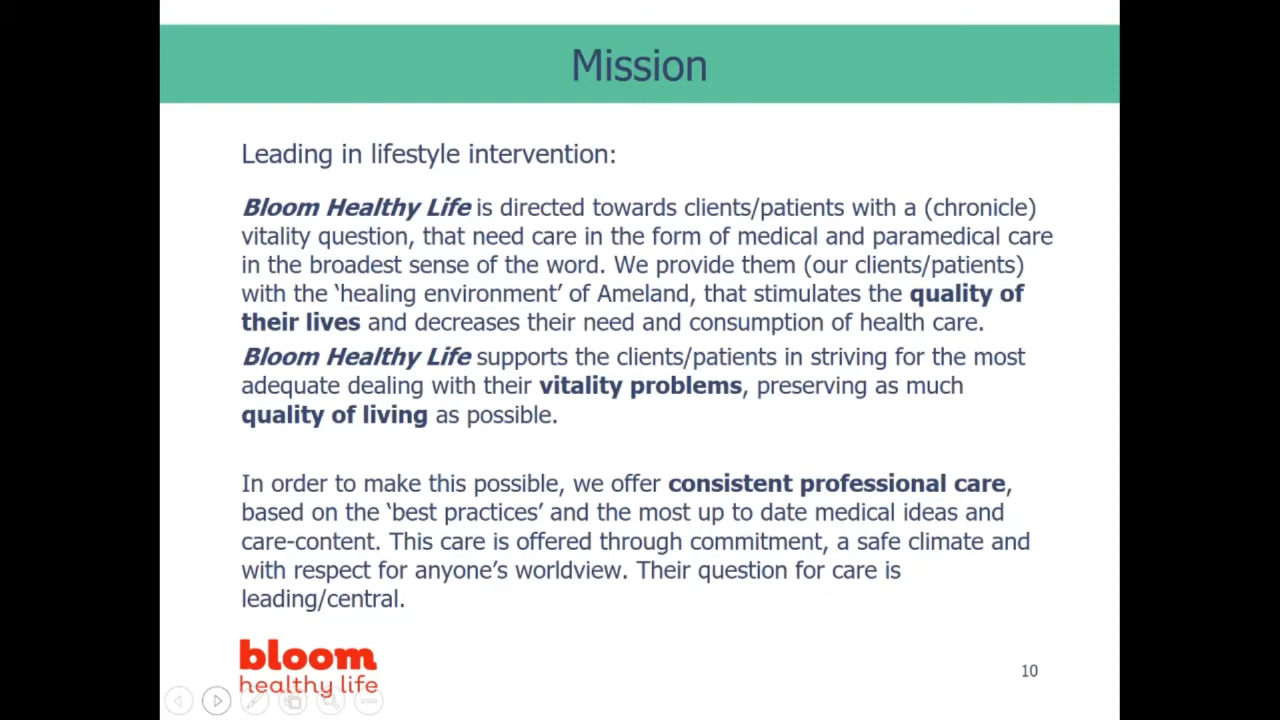 Mission
Leading in lifestyle intervention:
Bloom Healthy Life is directed towards clients/patients with a (chronicle)
vitality question, that need care in the form of medical and paramedical care
in the broadest sense of the word. We provide them (our clients/patients)
with the ‘healing environment’ of Ameland, that stimulates the quality of
their lives and decreases their need and consumption of health care.
Bloom Healthy Life supports the clients/patients in striving for the most
adequate dealing with their vitality problems, preserving as much
quality of living as possible.
In order to make this possible, we offer consistent professional care,
based on the ‘best practices’ and the most up to date medical ideas and
care-content. This care is offered through commitment, a safe climate and
with respect for anyone’s worldview. Their question for care is
leading/central.
bloom
healthy life
10